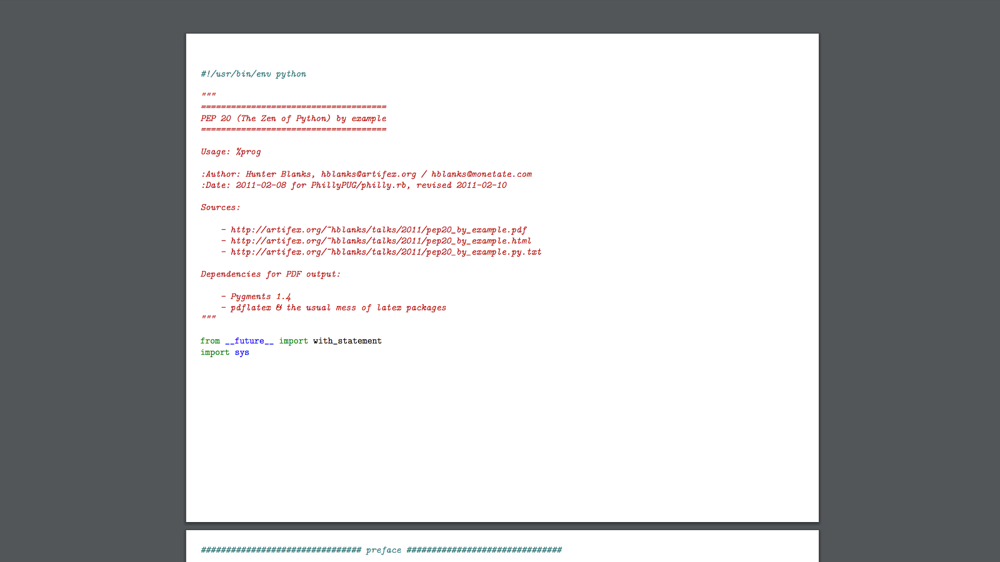 #!/usr/bin/env python
"""
=====================================
PEP 20 (The Zen of Python) by example
=====================================
Usage: %prog
:Author: Hunter Blanks, hblanks@artifex.org / hblanks@monetate.com
:Date: 2011-02-08 for PhillyPUG/philly.rb, revised 2011-02-10
Sources:
    - http://artifex.org/~hblanks/talks/2011/pep20_by_example.pdf
    - http://artifex.org/~hblanks/talks/2011/pep20_by_example.html
    - http://artifex.org/~hblanks/talks/2011/pep20_by_example.py.txt
Dependencies for PDF output:
    - Pygments 1.4
    - pdflatex & the usual mess of latex packages
"""
from __future__ import with_statement
import sys
################################ preface ###############################